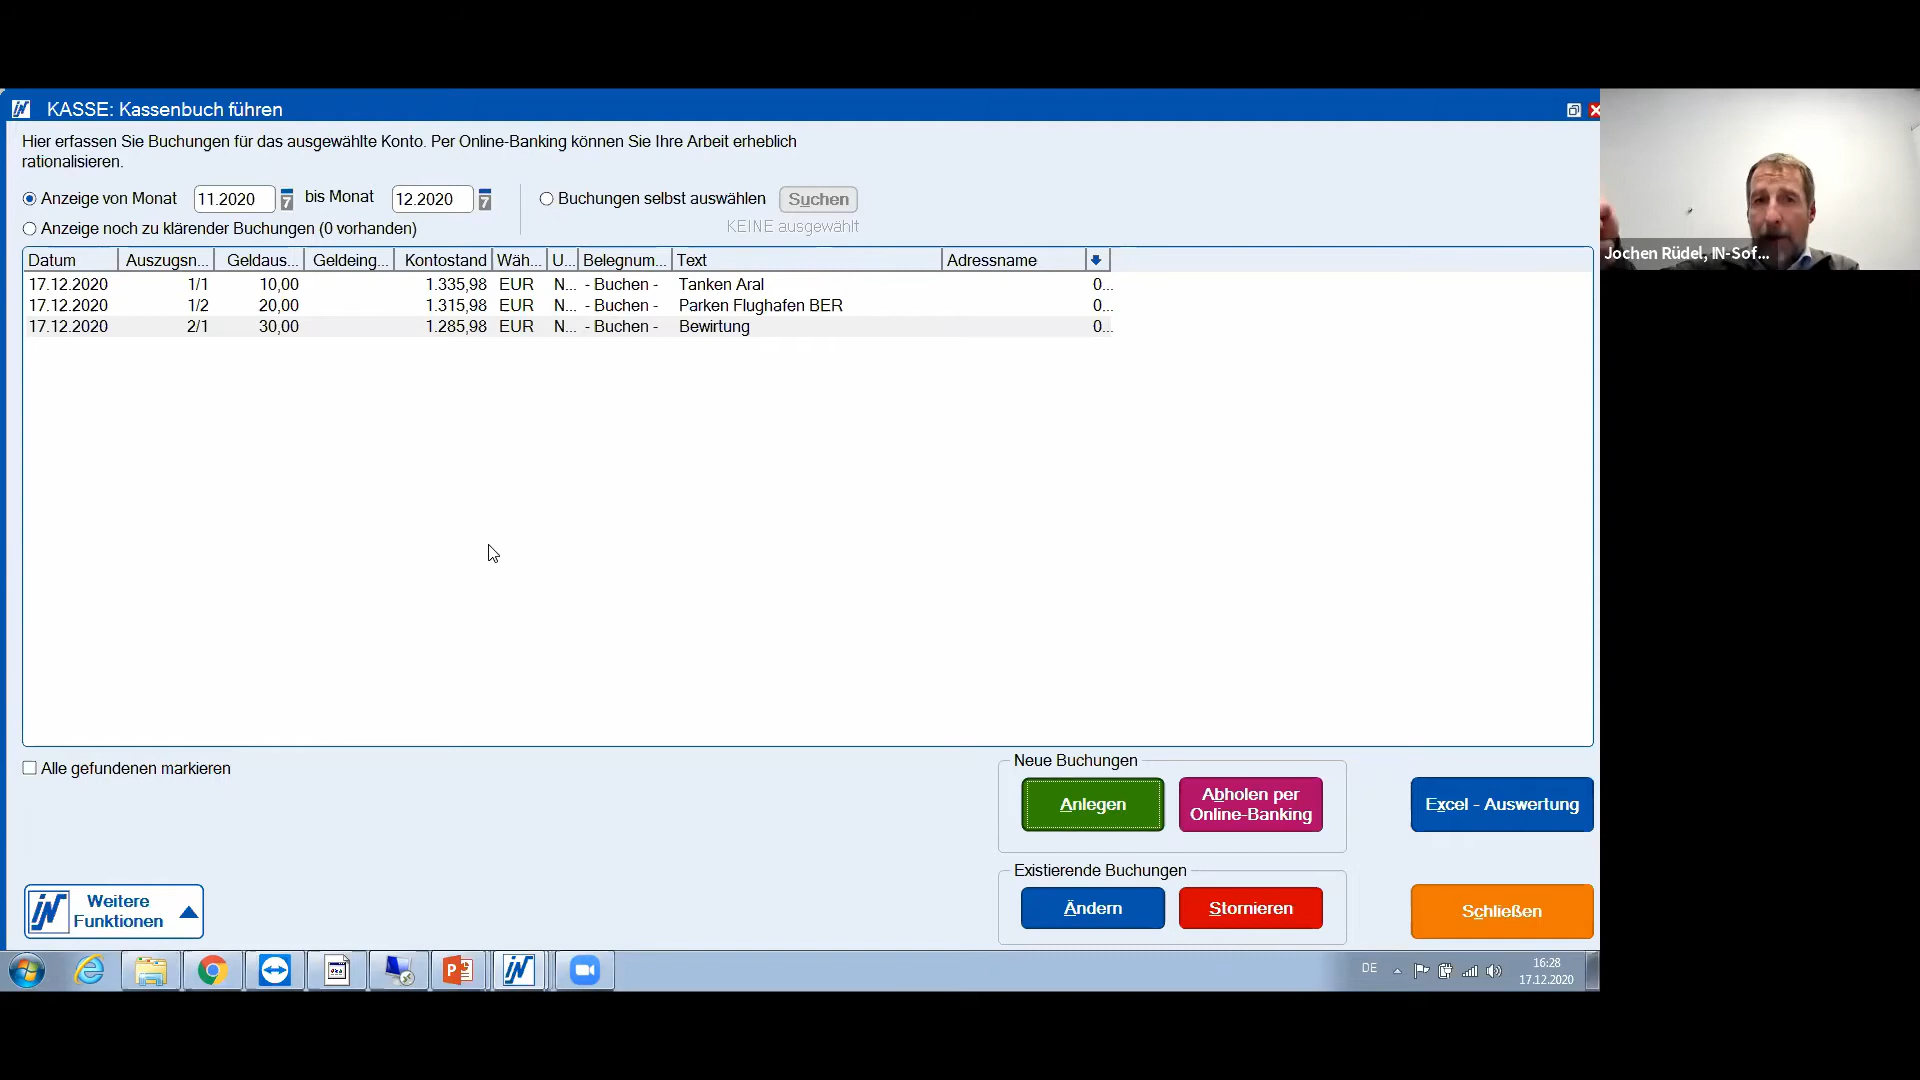 KASSE: Kassenbuch führen
Hier erfassen Sie Buchungen für das ausgewählte Konto. Per Online-Banking können Sie Ihre Arbeit erheblich
rationalisieren.
Anzeige von Monat 11.2020 bis Monat 12.2020 Buchungen selbst auswählen Suchen
Anzeige noch zu klärender Buchungen (0 vorhanden) KEINE ausgewählt
Jochen Rüdel, IN-Sof...
Datum Auszugsn... Geldaus... Geldeing... Kontostand Wäh... U... Belegnum... Text Adressname
17.12.2020 1/1 10,00 1.335,98 EUR N... - Buchen - Tanken Aral 0...
17.12.2020 1/2 20,00 1.315,98 EUR N... - Buchen - Parken Flughafen BER 0...
17.12.2020 2/1 30,00 1.285,98 EUR N... - Buchen - Bewirtung 0...
Alle gefundenen markieren
Neue Buchungen
Anlegen
Abholen per
Online-Banking
Excel - Auswertung
Existierende Buchungen
Ändern
Stornieren
Schließen
Weitere
Funktionen
DE
16:28
17.12.2020